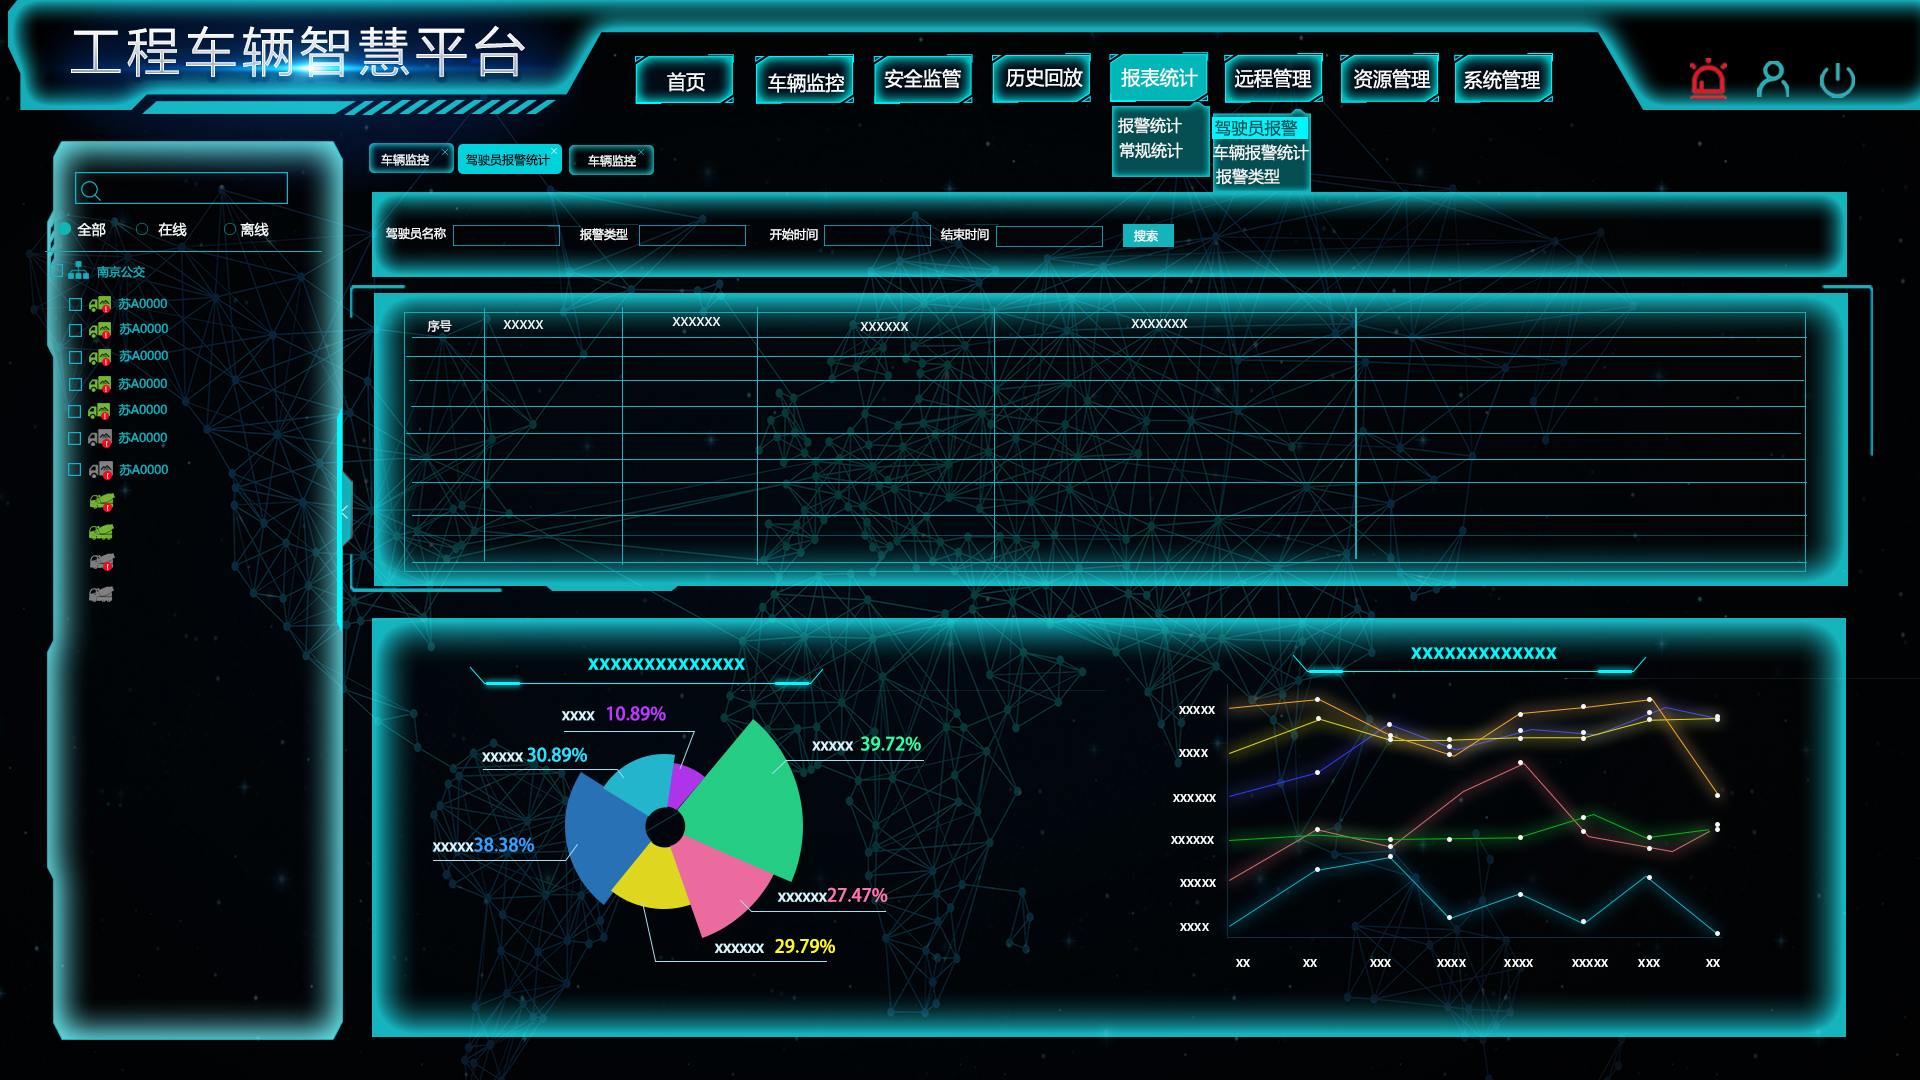 工程车辆智慧平台
首页
车辆监控
安全监管
历史回放
报表统计
远程管理
资源管理
系统管理
报警统计
常规统计
驾驶员报警
车辆报警统计
报警类型
车辆监控
驾驶员报警统计
车辆监控
全部
在线
离线
南京公交
苏A0000
苏A0000
苏A0000
苏A0000
苏A0000
苏A0000
苏A0000
驾驶员名称
报警类型
开始时间
结束时间
搜索
序号
XXXXX
XXXXXX
XXXXXX
XXXXXXX
XXXXXXXXXXXXXX
xxxx 10.89%
xxxxx 30.89%
xxxxx 39.72%
xxxxx38.38%
xxxxxx27.47%
xxxxxx 29.79%
XXXXXXXXXXXXX
XXXXX
XXXX
XXXXXX
XXXXXX
XXXXX
XXXX
XX
XX
XXX
XXXX
XXXX
XXXXX
XXX
XX